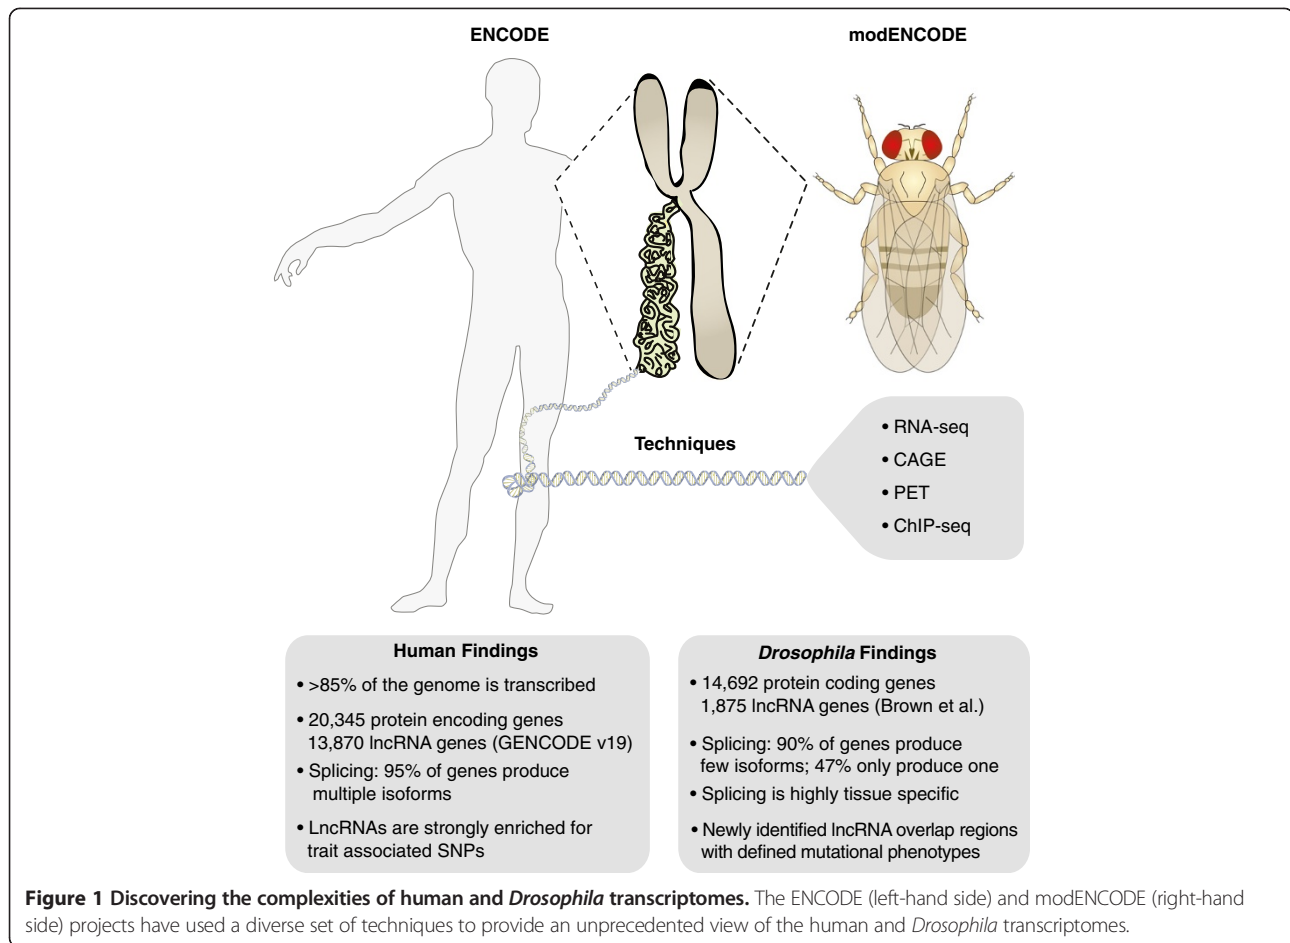 ENCODE
modENCODE
Techniques
• RNA-seq
• CAGE
• PET
• ChIP-seq
Human Findings
• >85% of the genome is transcribed
• 20,345 protein encoding genes
13,870 lncRNA genes (GENCODE v19)
• Splicing: 95% of genes produce
multiple isoforms
• LncRNAs are strongly enriched for
trait associated SNPs
Drosophila Findings
• 14,692 protein coding genes
1,875 lncRNA genes (Brown et al.)
• Splicing: 90% of genes produce
few isoforms; 47% only produce one
• Splicing is highly tissue specific
• Newly identified lncRNA overlap regions
with defined mutational phenotypes
Figure 1 Discovering the complexities of human and Drosophila transcriptomes. The ENCODE (left-hand side) and modENCODE (right-hand
side) projects have used a diverse set of techniques to provide an unprecedented view of the human and Drosophila transcriptomes.